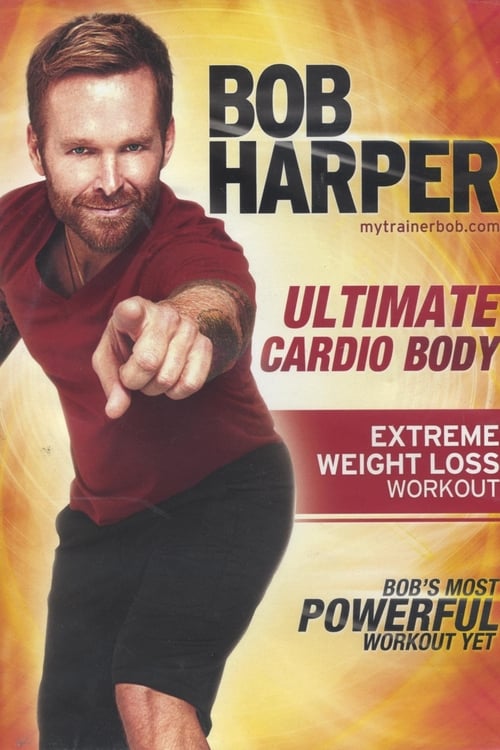 BOB
HARPER
mytrainerbob.com
ULTIMATE
CARDIO BODY
EXTREME
WEIGHT LOSS
WORKOUT
BOB'S MOST
POWERFUL
WORKOUT YET